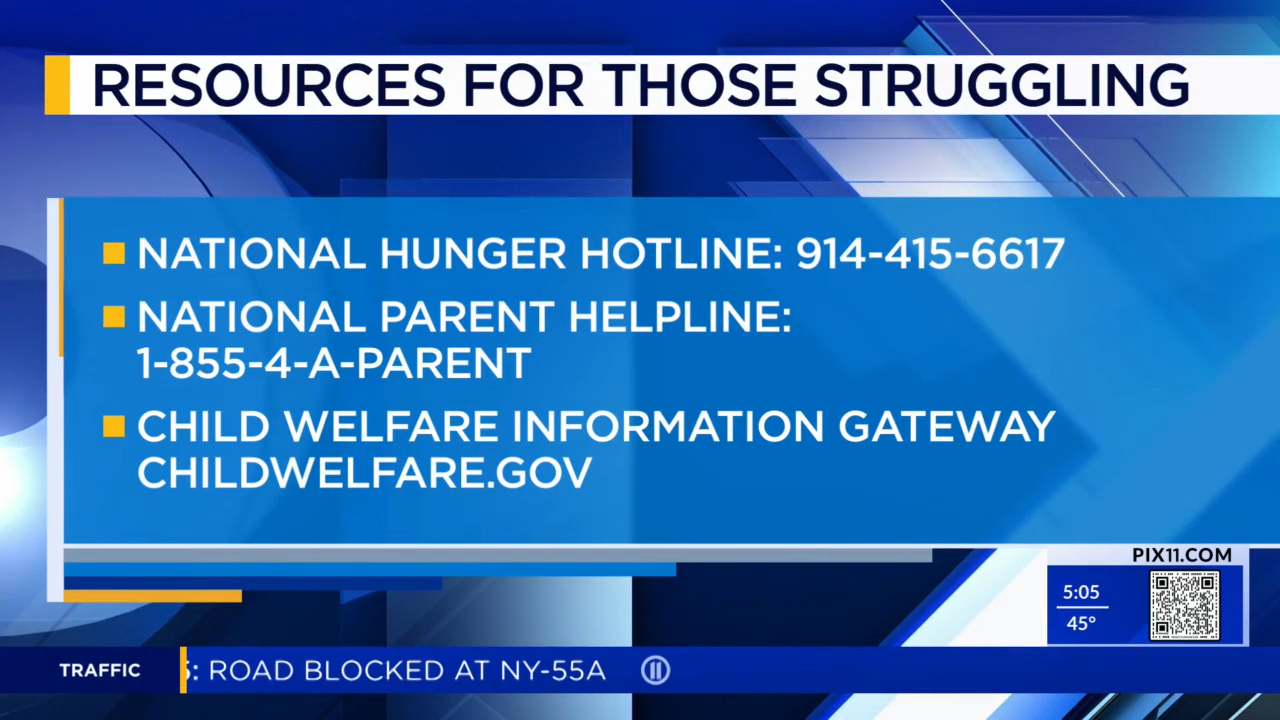 RESOURCES FOR THOSE STRUGGLING
NATIONAL HUNGER HOTLINE: 914-415-6617
NATIONAL PARENT HELPLINE:
1-855-4-A-PARENT
CHILD WELFARE INFORMATION GATEWAY
CHILDWELFARE.GOV
PIX11.COM
5:05
45°
TRAFFIC
: ROAD BLOCKED AT NY-55A
11